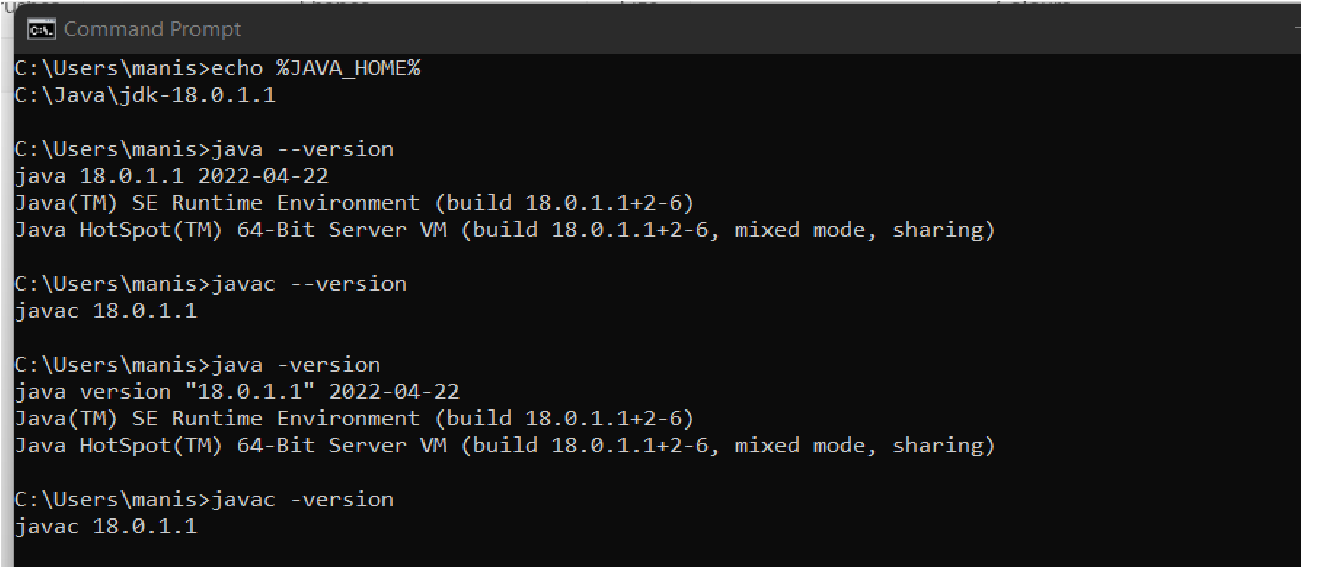 Command Prompt
C:\Users\manis>echo %JAVA_HOME%
C:\Java\jdk-18.0.1.1
C:\Users\manis>java --version
java 18.0.1.1 2022-04-22
Java(TM) SE Runtime Environment (build 18.0.1.1+2-6)
Java HotSpot(TM) 64-Bit Server VM (build 18.0.1.1+2-6, mixed mode, sharing)
C:\Users\manis>javac --version
javac 18.0.1.1
C:\Users\manis>java -version
java version "18.0.1.1" 2022-04-22
Java(TM) SE Runtime Environment (build 18.0.1.1+2-6)
Java HotSpot(TM) 64-Bit Server VM (build 18.0.1.1+2-6, mixed mode, sharing)
C:\Users\manis>javac -version
javac 18.0.1.1